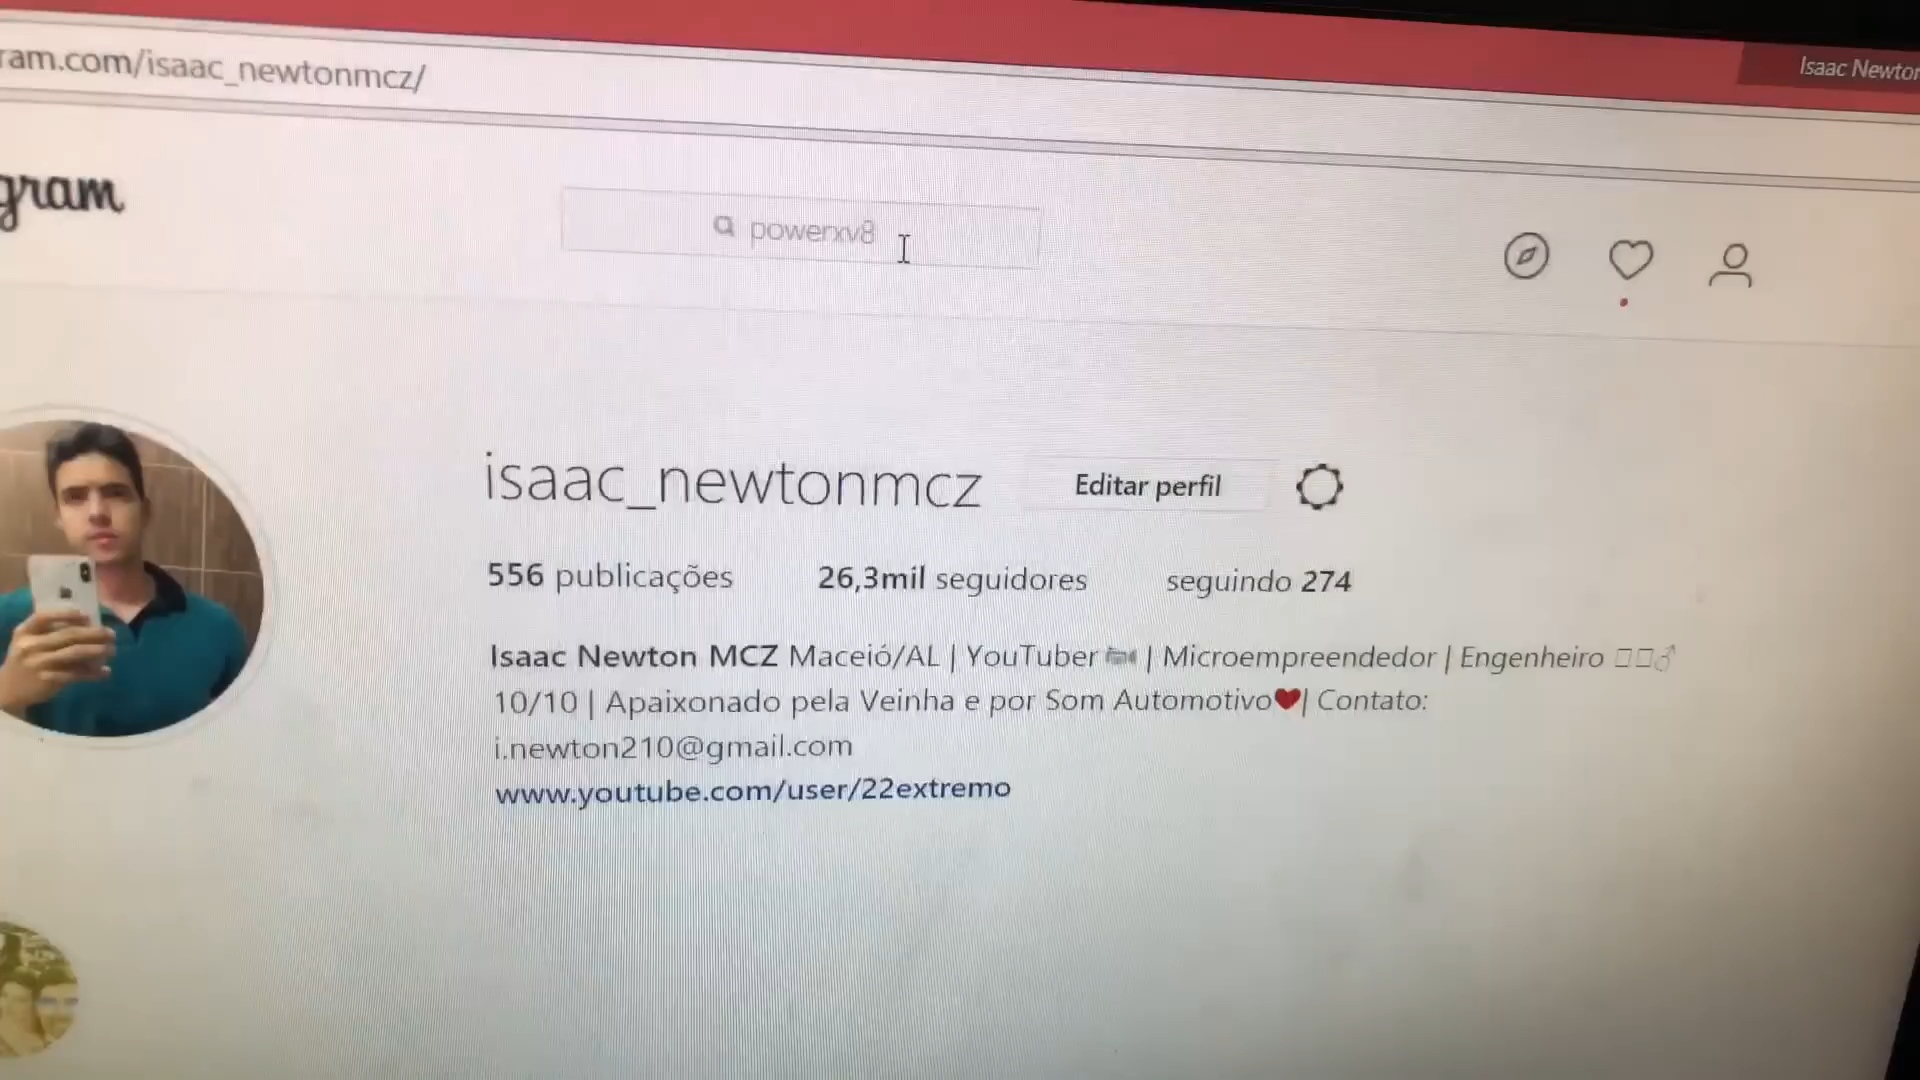 ram.com/isaac_newtonmcz/
Isaac Newton
gram
powerxv8
isaac_newtonmcz Editar perfil
556 publicações 26,3mil seguidores seguindo 274
Isaac Newton MCZ Maceió/AL | YouTuber | Microempreendedor | Engenheiro
10/10 | Apaixonado pela Veinha e por Som Automotivo❤| Contato:
i.newton210@gmail.com
www.youtube.com/user/22extremo